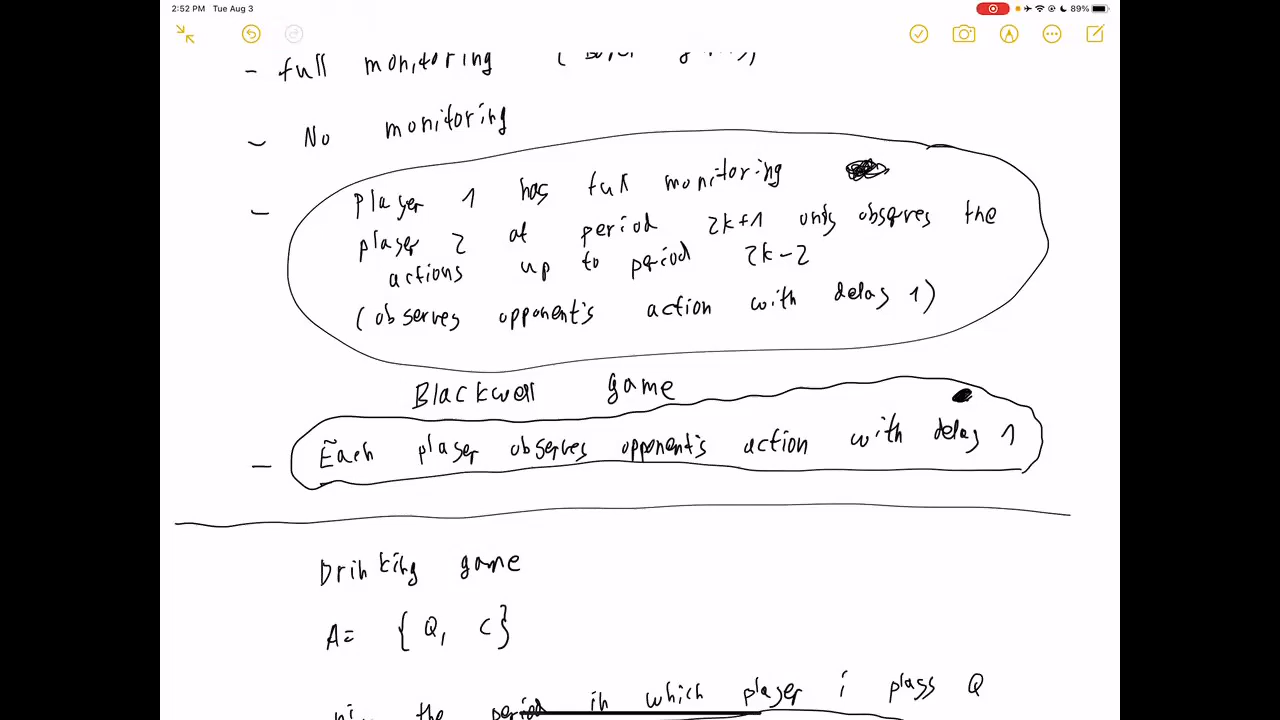 2:52 PM Tue Aug 3
89%
- full monitoring
- No monitoring
- player 1 has full monitoring
player 2 at period 2k+1 only observes the
actions up to period 2k-2
(observes opponent's action with delay 1)
Blackwell game
- Each player observes opponent's action with delay 1
Drinking game
A= {Q, C}
the period in which player i plays Q